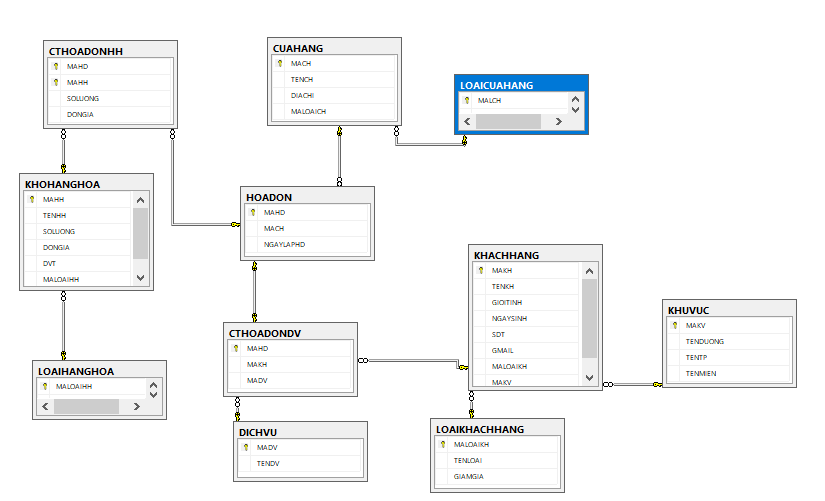 CTHOADONHH
MAHD
MAHH
SOLUONG
DONGIA
CUAHANG
MACH
TENCH
DIACHI
MALOAICH
LOAICUAHANG
MALCH
KHOHANGHOA
MAHH
TENHH
SOLUONG
DONGIA
DVT
MALOAIHH
HOADON
MAHD
MACH
NGAYLAPHD
KHACHHANG
MAKH
TENKH
GIOITINH
NGAYSINH
SDT
GMAIL
MALOAIKH
MAKV
KHUVUC
MAKV
TENDUONG
TENTP
TENMIEN
CTHOADONDV
MAHD
MAKH
MADV
LOAIHANGHOA
MALOAIHH
DICHVU
MADV
TENDV
LOAIKHACHHANG
MALOAIKH
TENLOAI
GIAMGIA